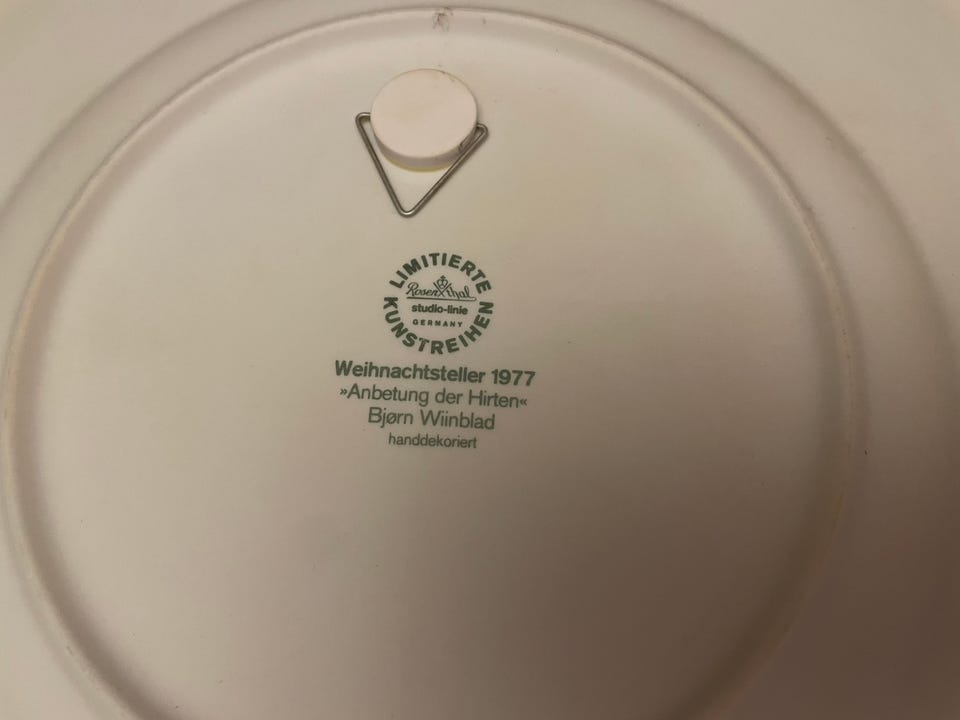 LIMITIERTE
Rosenthal
studio-linie
GERMANY
KUNSTREIHEN
Weihnachtsteller 1977
»Anbetung der Hirten«
Bjørn Wiinblad
handdekoriert